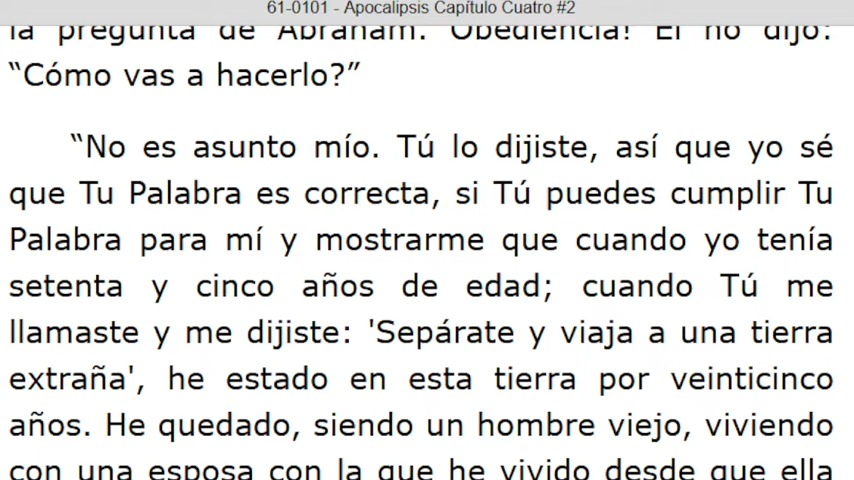 61-0101 - Apocalipsis Capítulo Cuatro #2
la pregunta de Abraham. Obediencia! Él no dijo:
“Cómo vas a hacerlo?”
“No es asunto mío. Tú lo dijiste, así que yo sé
que Tu Palabra es correcta, si Tú puedes cumplir Tu
Palabra para mí y mostrarme que cuando yo tenía
setenta y cinco años de edad; cuando Tú me
llamaste y me dijiste: 'Sepárate y viaja a una tierra
extraña', he estado en esta tierra por veinticinco
años. He quedado, siendo un hombre viejo, viviendo
con una esposa con la que he vivido desde que ella